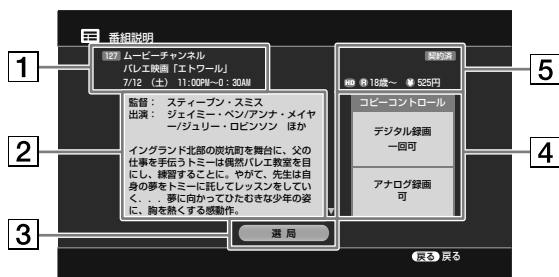 番組説明
1
127 ムービーチャンネル
バレエ映画「エトワール」
7/12 （土） 11:00PM～0：30AM
契約済
HD R 18歳～ ¥ 525円
5
2
監督： スティーブン・スミス
出演： ジェイミー・ベン/アンナ・メイヤ
ー/ジュリー・ロビンソン ほか
イングランド北部の炭坑町を舞台に、父の
仕事を手伝うトミーは偶然バレエ教室を目
にし、練習することに。やがて、先生は自
身の夢をトミーに託してレッスンをしてい
く．．．夢に向かってひたむきな少年の姿
に、胸を熱くする感動作。
コピーコントロール
デジタル録画
一回可
アナログ録画
可
4
3
選局
戻る 戻る